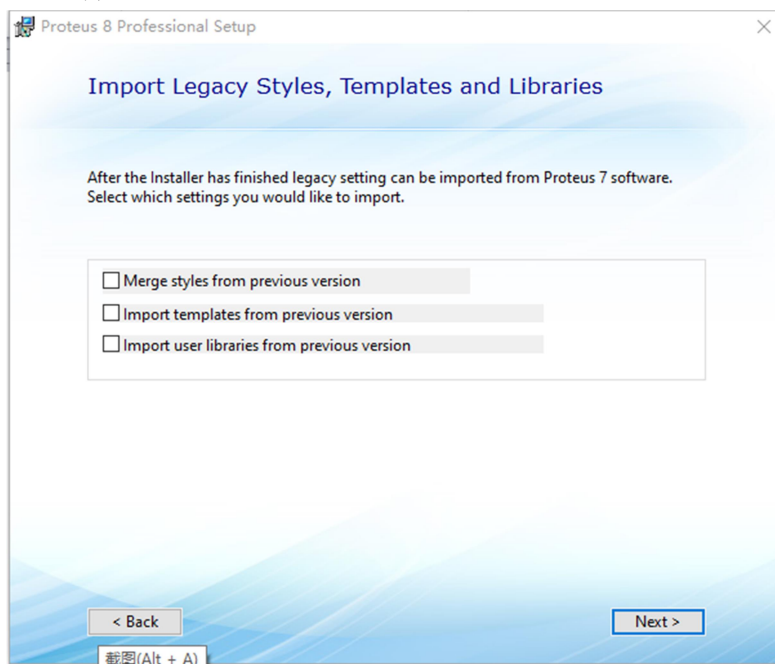 Proteus 8 Professional Setup
Import Legacy Styles, Templates and Libraries
After the Installer has finished legacy setting can be imported from Proteus 7 software.
Select which settings you would like to import.
Merge styles from previous version
Import templates from previous version
Import user libraries from previous version
< Back
Next >
截图(Alt + A)